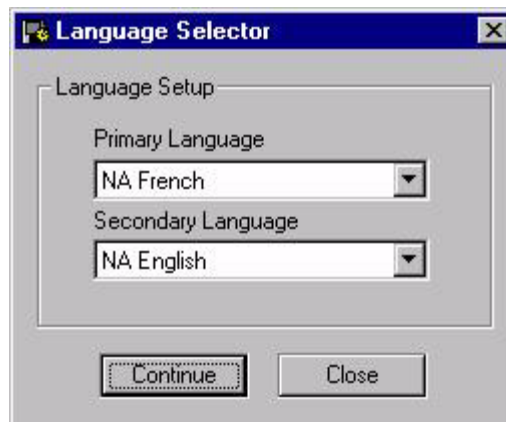 Language Selector
Language Setup
Primary Language
NA French
Secondary Language
NA English
Continue
Close